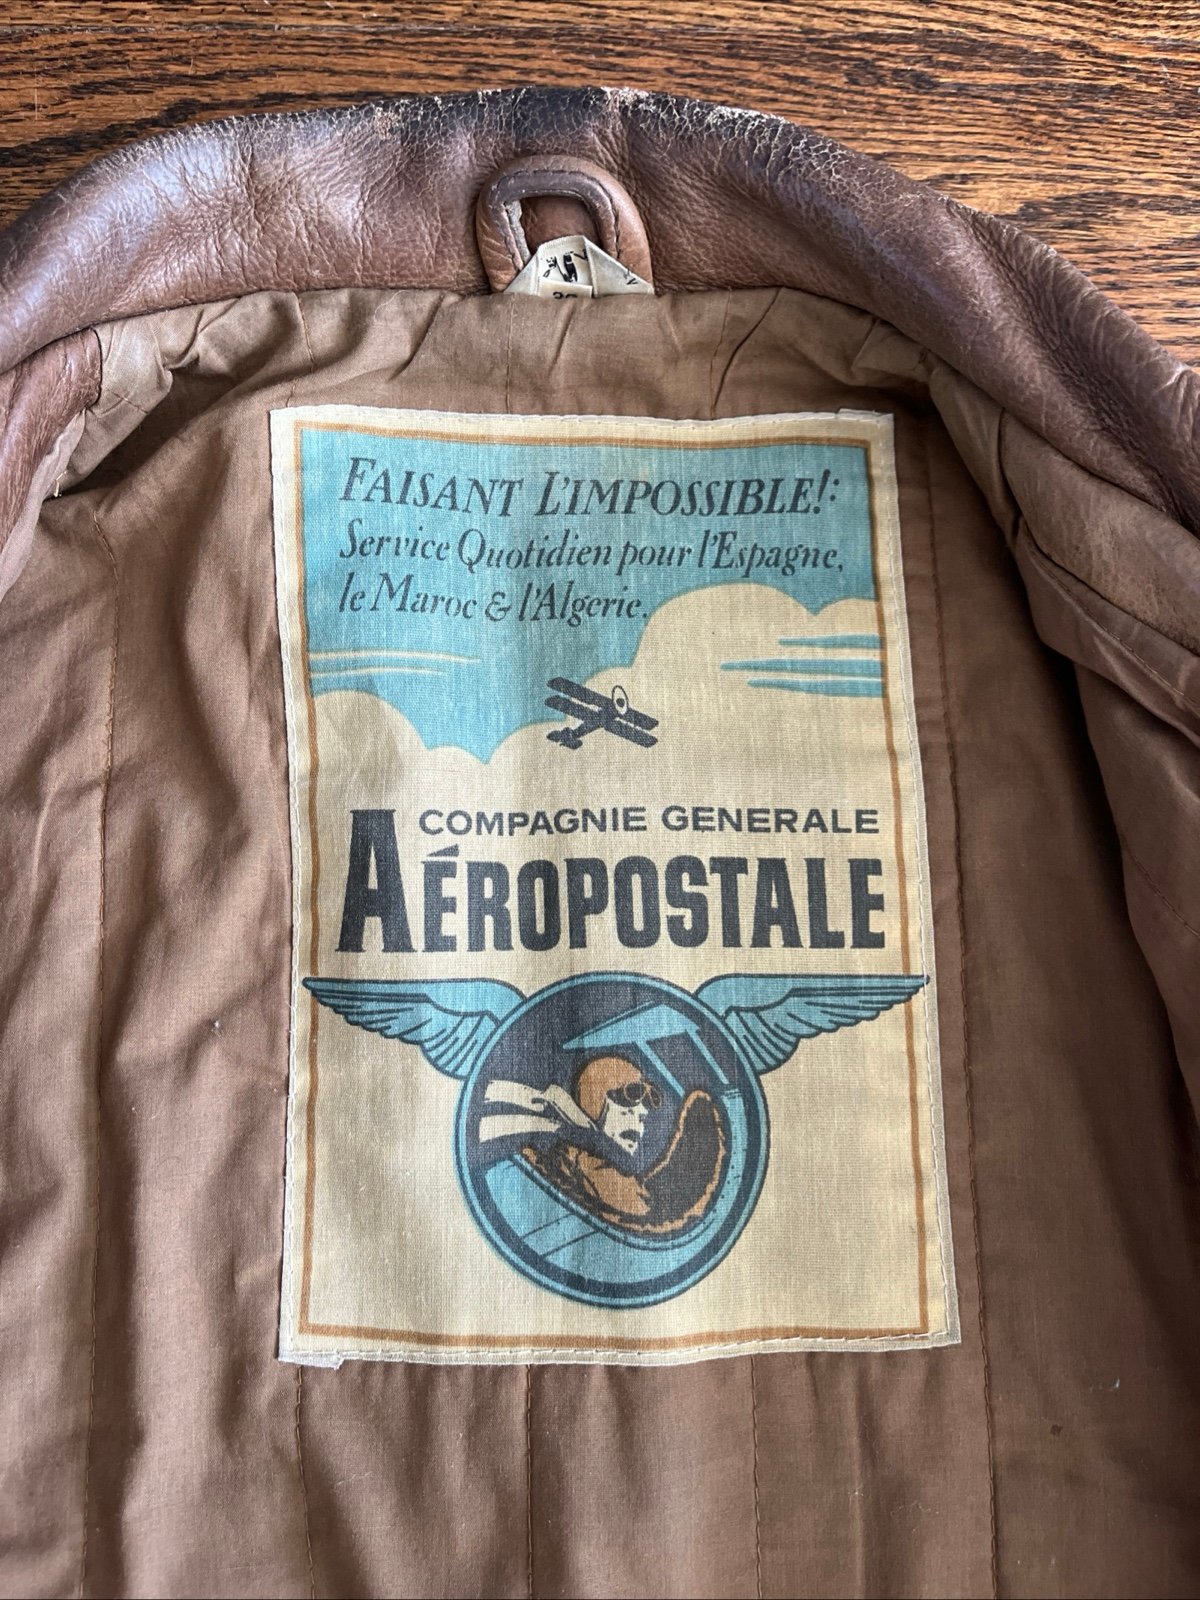 FAISANT L'IMPOSSIBLE!:
Service Quotidien pour l'Espagne,
le Maroc & l'Algerie.
COMPAGNIE GENERALE
AÉROPOSTALE